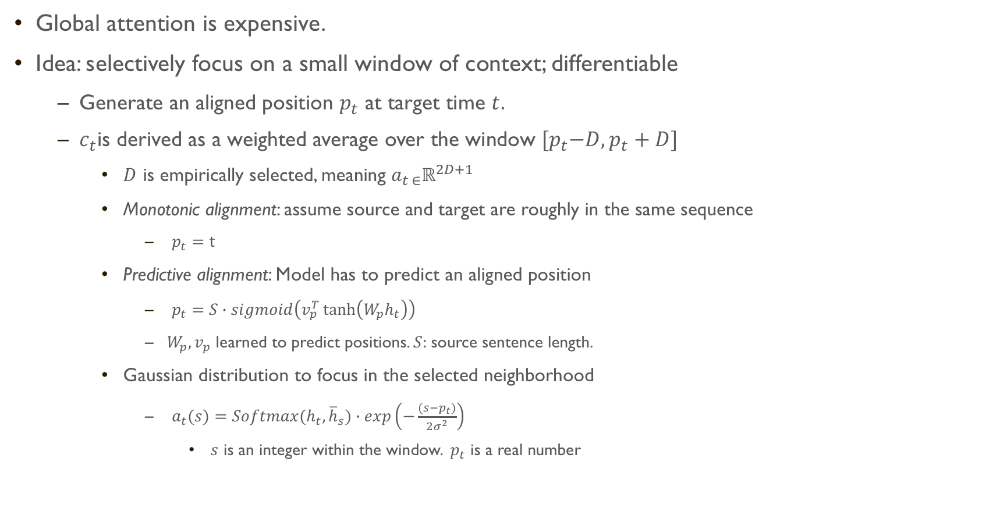 • Global attention is expensive.
• Idea: selectively focus on a small window of context; differentiable
– Generate an aligned position $p_t$ at target time $t$.
– $c_t$ is derived as a weighted average over the window $[p_t - D, p_t + D]$
• $D$ is empirically selected, meaning $a_t \in \mathbb{R}^{2D+1}$
• Monotonic alignment: assume source and target are roughly in the same sequence
– $p_t = \mathrm{t}$
• Predictive alignment: Model has to predict an aligned position
– $p_t = S \cdot sigmoid\left(v_p^T \tanh\left(W_p h_t\right)\right)$
– $W_p, v_p$ learned to predict positions. $S$: source sentence length.
• Gaussian distribution to focus in the selected neighborhood
– $a_t(s) = Softmax(h_t, \bar{h}_s) \cdot exp\left(-\frac{(s-p_t)}{2\sigma^2}\right)$
• $s$ is an integer within the window. $p_t$ is a real number